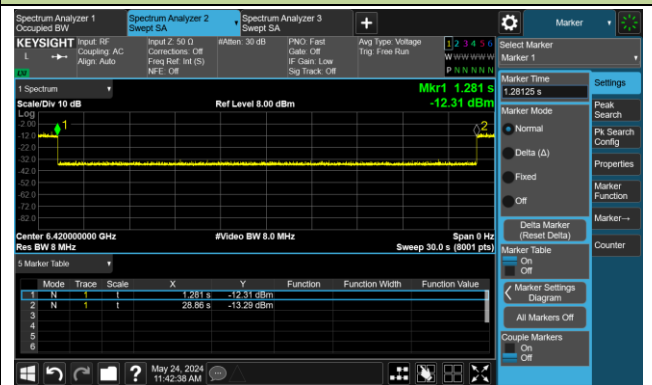 Spectrum Analyzer 1
Occupied BW
Spectrum Analyzer 2
Swept SA
Spectrum Analyzer 3
Swept SA
Marker
KEYSIGHT
L
Input: RF
Coupling: AC
Align: Auto
Input Z: 50 Ω
Corrections: Off
Freq Ref: Int (S)
NFE: Off
#Atten: 30 dB
PNO: Fast
Gate: Off
IF Gain: Low
Sig Track: Off
Avg Type: Voltage
Trig: Free Run
1 2 3 4 5 6
W W W W W W
P N N N N N
Select Marker
Marker 1
Marker Time
1.28125 s
Settings
Peak Search
Pk Search Config
Properties
Marker Function
Marker→
Counter
Marker Mode
Normal
Delta (Δ)
Fixed
Off
Delta Marker
(Reset Delta)
Marker Table
On
Off
Marker Settings
Diagram
All Markers Off
Couple Markers
On
Off
1 Spectrum
Scale/Div 10 dB
Ref Level 8.00 dBm
Mkr1 1.281 s
-12.31 dBm
Log
-2.00
-12.0
-22.0
-32.0
-42.0
-52.0
-62.0
-72.0
-82.0
1
2
Center 6.420000000 GHz
#Video BW 8.0 MHz
Span 0 Hz
Res BW 8 MHz
Sweep 30.0 s (8001 pts)
5 Marker Table
Mode Trace Scale X Y Function Function Width Function Value
1 N 1 t 1.281 s -12.31 dBm
2 N 1 t 28.86 s -13.29 dBm
3
4
5
6
?
May 24, 2024
11:42:38 AM